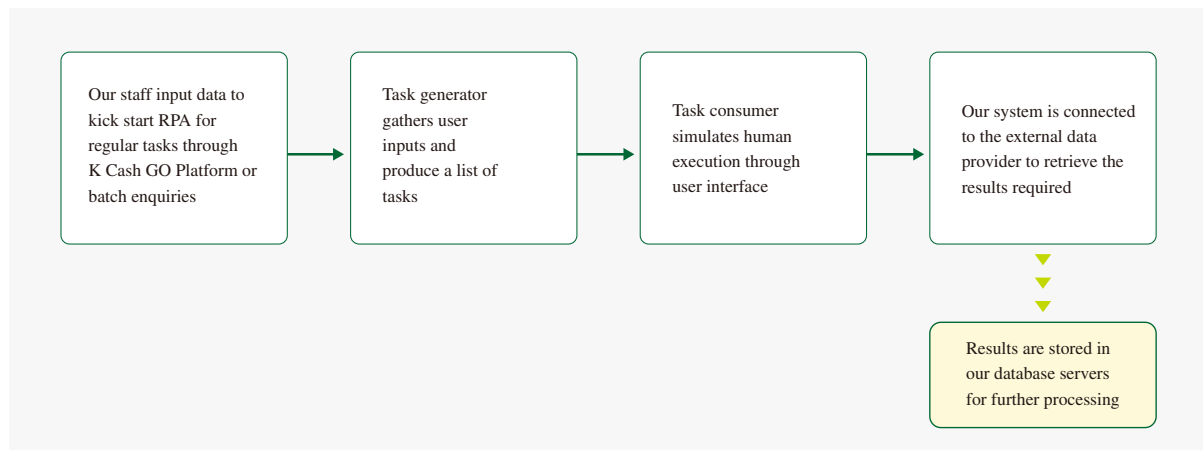 Our staff input data to
kick start RPA for
regular tasks through
K Cash GO Platform or
batch enquiries
Task generator
gathers user
inputs and
produce a list of
tasks
Task consumer
simulates human
execution through
user interface
Our system is connected
to the external data
provider to retrieve the
results required
Results are stored in
our database servers
for further processing